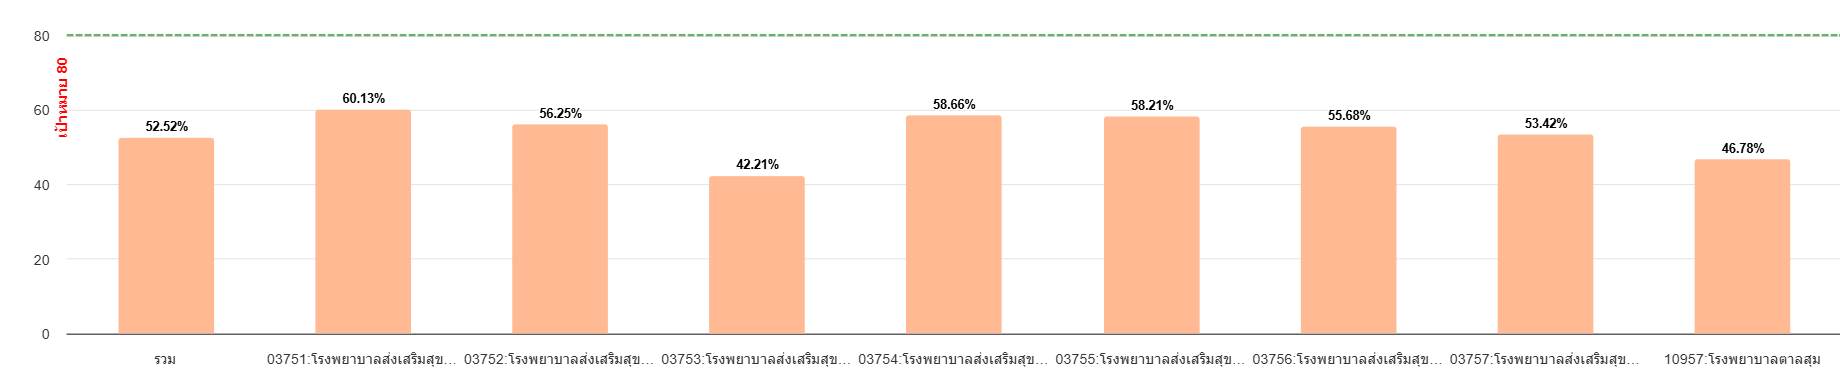 80
60
40
20
0
เป้าหมาย 80
52.52%
60.13%
56.25%
42.21%
58.66%
58.21%
55.68%
53.42%
46.78%
รวม
03751:โรงพยาบาลส่งเสริมสุข…
03752:โรงพยาบาลส่งเสริมสุข…
03753:โรงพยาบาลส่งเสริมสุข…
03754:โรงพยาบาลส่งเสริมสุข…
03755:โรงพยาบาลส่งเสริมสุข…
03756:โรงพยาบาลส่งเสริมสุข…
03757:โรงพยาบาลส่งเสริมสุข…
10957:โรงพยาบาลตาลสุม